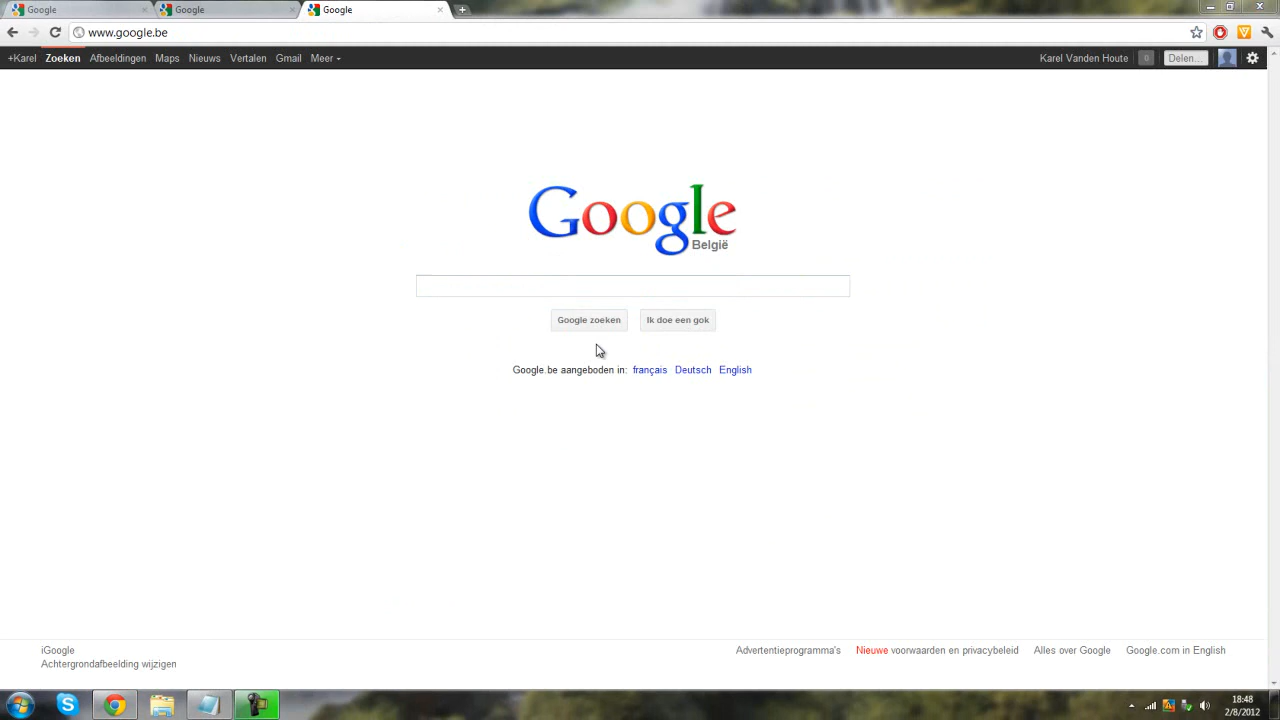 Google
Google
Google
www.google.be
+Karel Zoeken Afbeeldingen Maps Nieuws Vertalen Gmail Meer
Karel Vanden Houte 0 Delen...
Google
België
Google zoeken
Ik doe een gok
Google.be aangeboden in: français Deutsch English
iGoogle
Achtergrondafbeelding wijzigen
Advertentieprogramma's Nieuwe voorwaarden en privacybeleid Alles over Google Google.com in English
18:48
2/8/2012